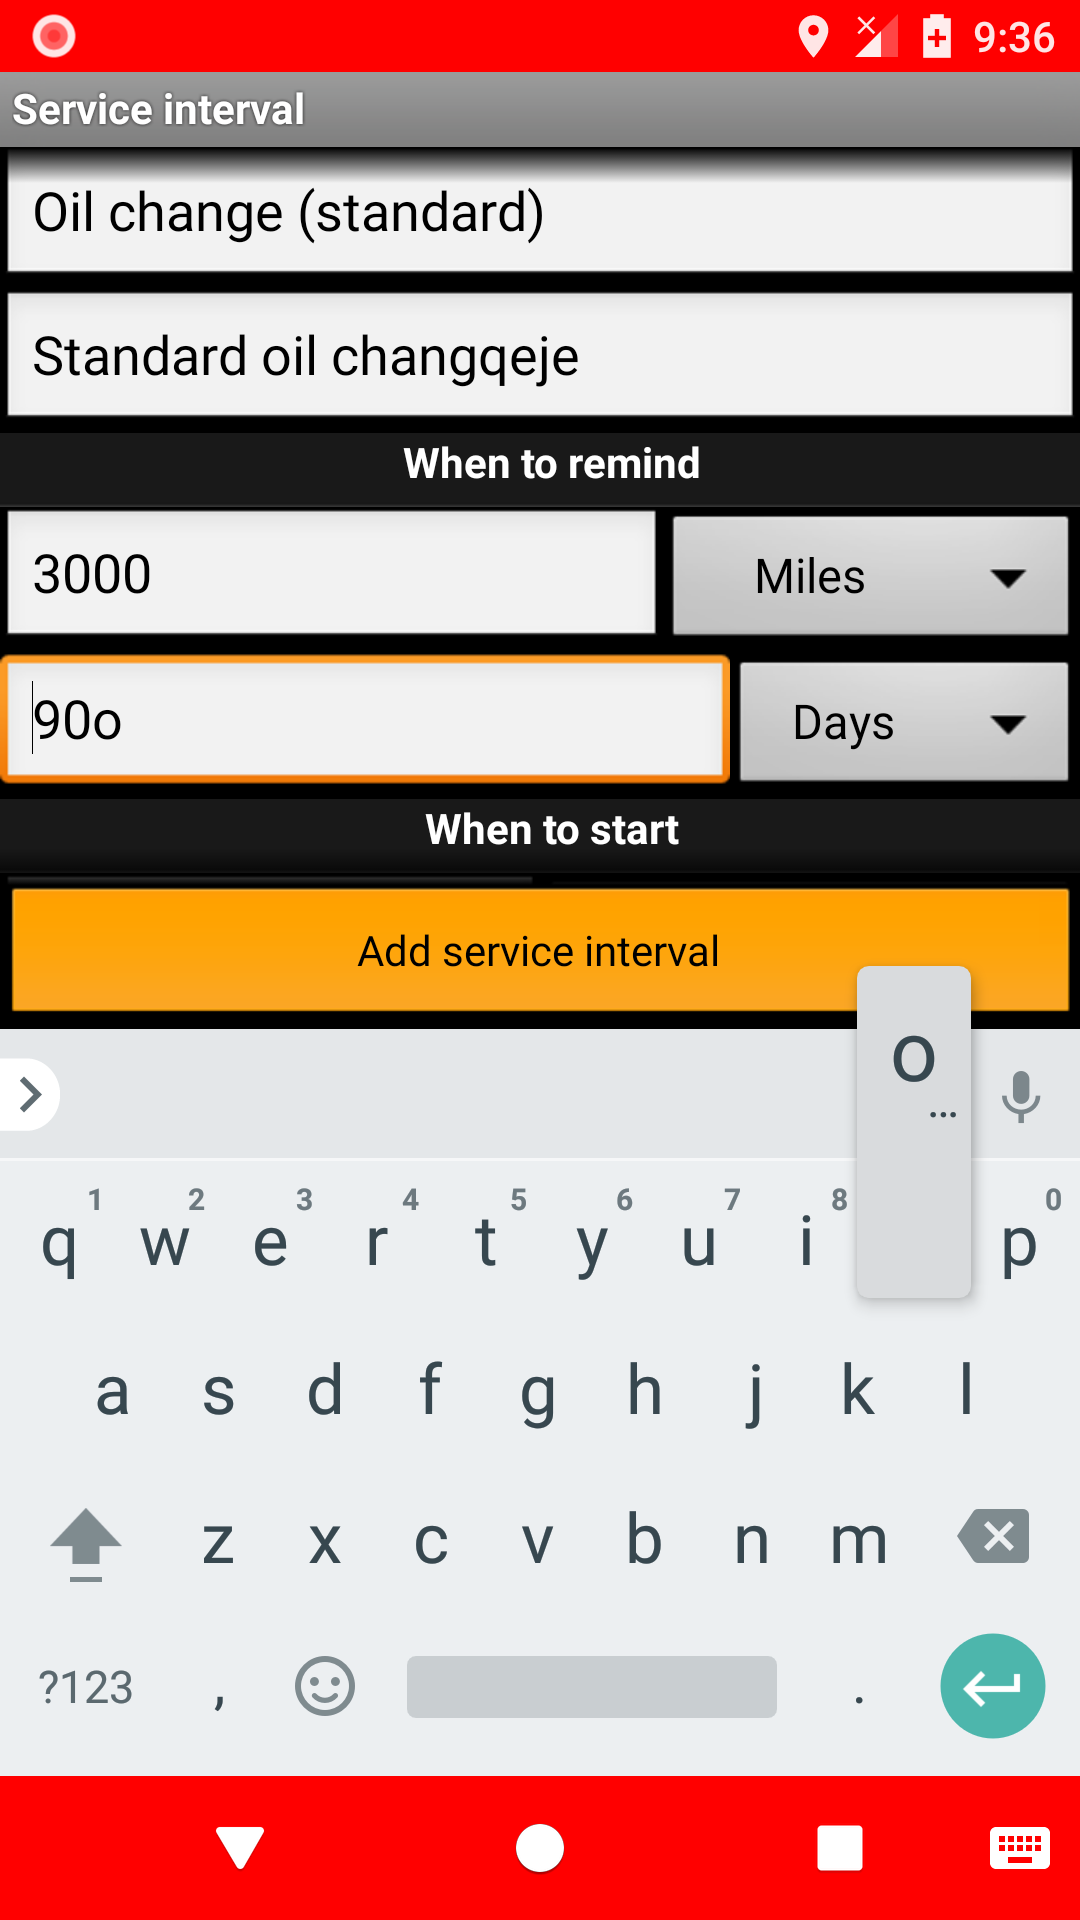 9:36
Service interval
Oil change (standard)
Standard oil changqeje
When to remind
3000 Miles
90o Days
When to start
Add service interval
o
...
1 2 3 4 5 6 7 8 0
q w e r t y u i p
a s d f g h j k l
z x c v b n m
?123 , .